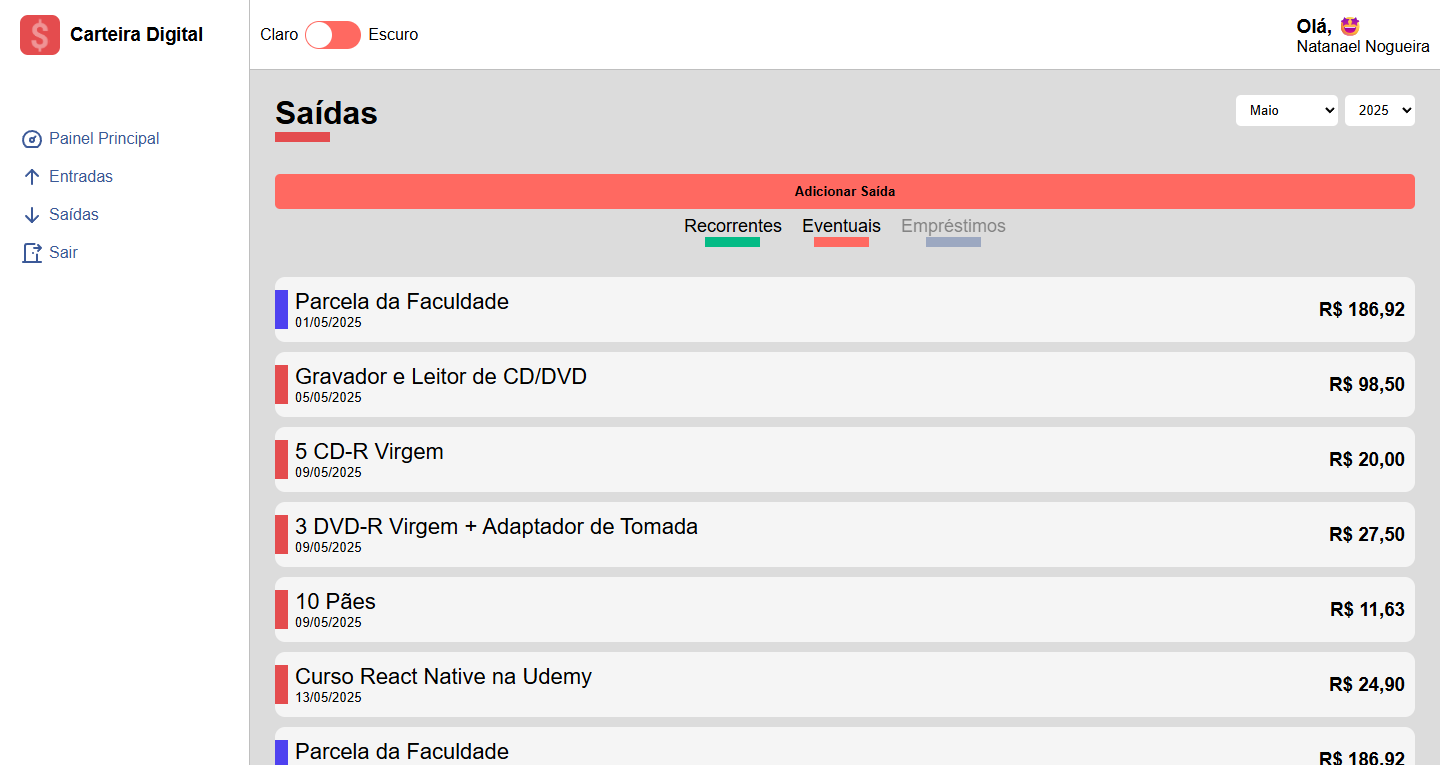 Carteira Digital
Claro Escuro
Olá, 🤩
Natanael Nogueira
Painel Principal
Entradas
Saídas
Sair
Saídas
Maio 2025
Adicionar Saída
Recorrentes Eventuais Empréstimos
Parcela da Faculdade
01/05/2025
R$ 186,92
Gravador e Leitor de CD/DVD
05/05/2025
R$ 98,50
5 CD-R Virgem
09/05/2025
R$ 20,00
3 DVD-R Virgem + Adaptador de Tomada
09/05/2025
R$ 27,50
10 Pães
09/05/2025
R$ 11,63
Curso React Native na Udemy
13/05/2025
R$ 24,90
Parcela da Faculdade
R$ 186,92